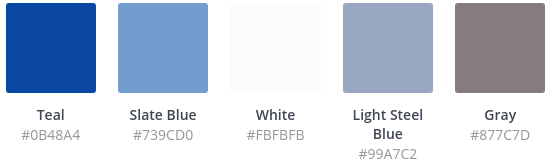 Teal
#0B48A4
Slate Blue
#739CD0
White
#FBFBFB
Light Steel
Blue
#99A7C2
Gray
#877C7D